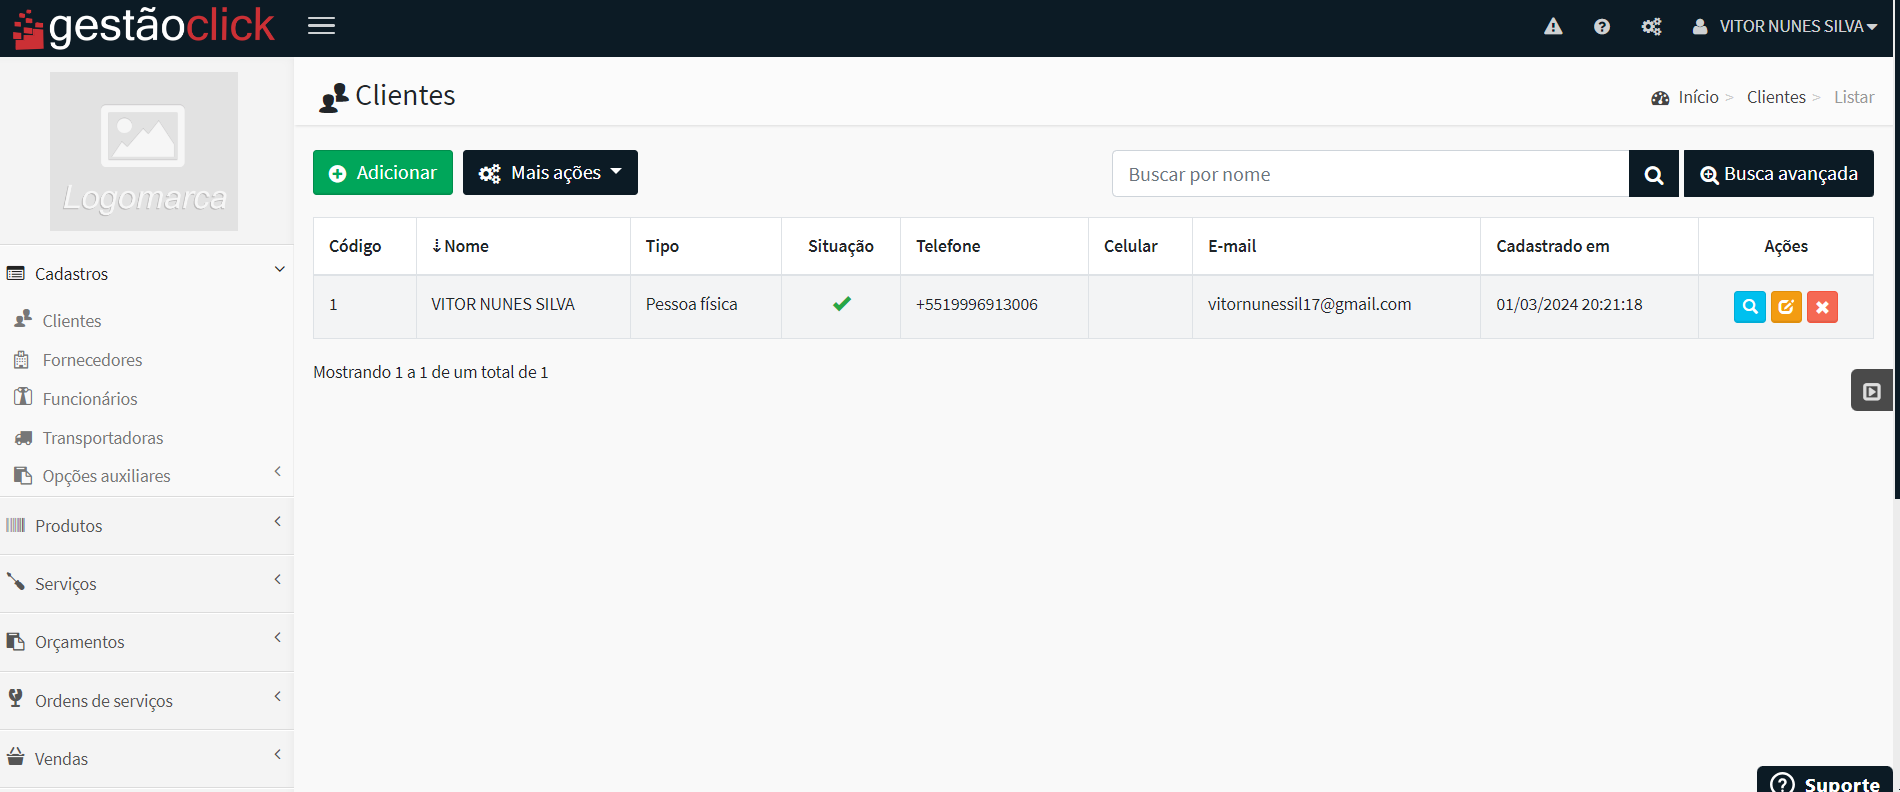 gestãoclick
VITOR NUNES SILVA
Logomarca
Cadastros
Clientes
Fornecedores
Funcionários
Transportadoras
Opções auxiliares
Produtos
Serviços
Orçamentos
Ordens de serviços
Vendas
Clientes
Início > Clientes > Listar
Adicionar
Mais ações
Buscar por nome
Busca avançada
Código Nome Tipo Situação Telefone Celular E-mail Cadastrado em Ações
1 VITOR NUNES SILVA Pessoa física +5519996913006 vitornunessil17@gmail.com 01/03/2024 20:21:18
Mostrando 1 a 1 de um total de 1
Suporte